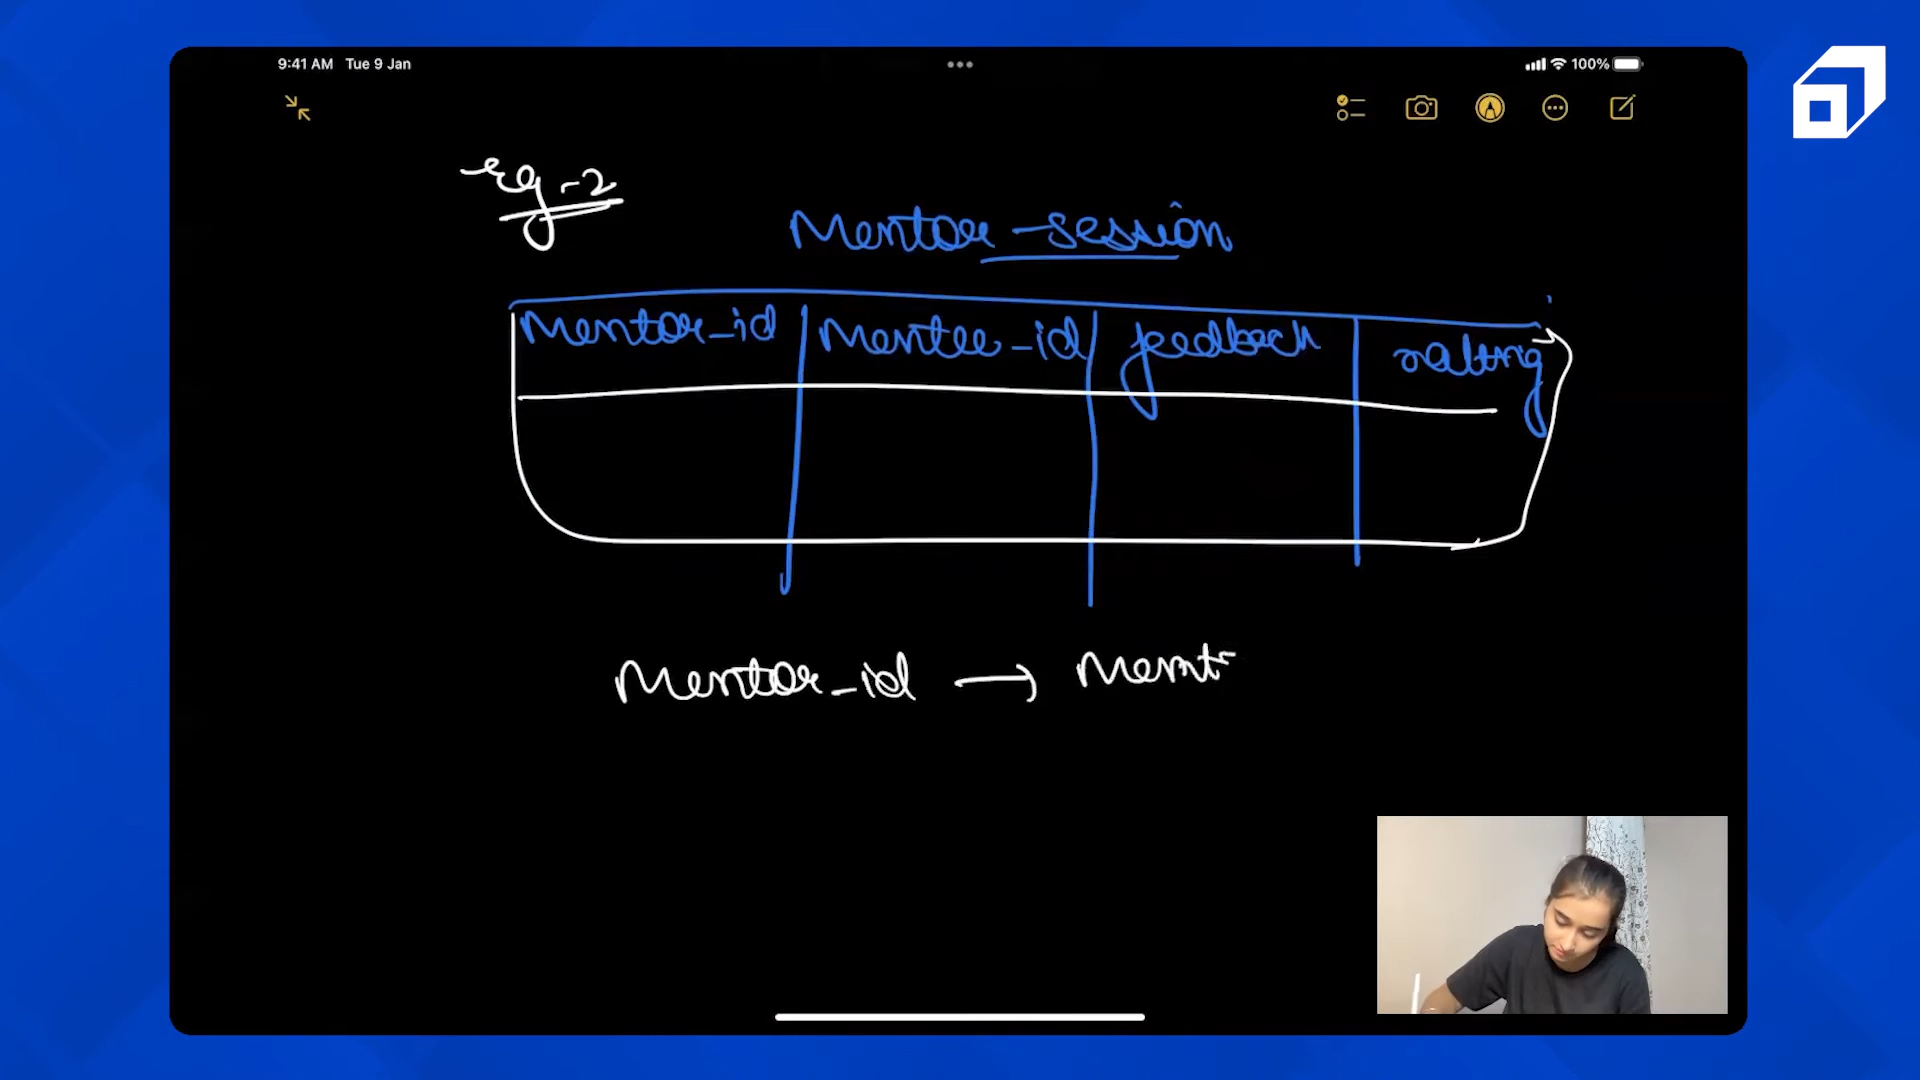 9:41 AM Tue 9 Jan
100%
eg-2
Mentor-session
Mentor_id Mentee_id feedback rating
Mentor_id → Ment